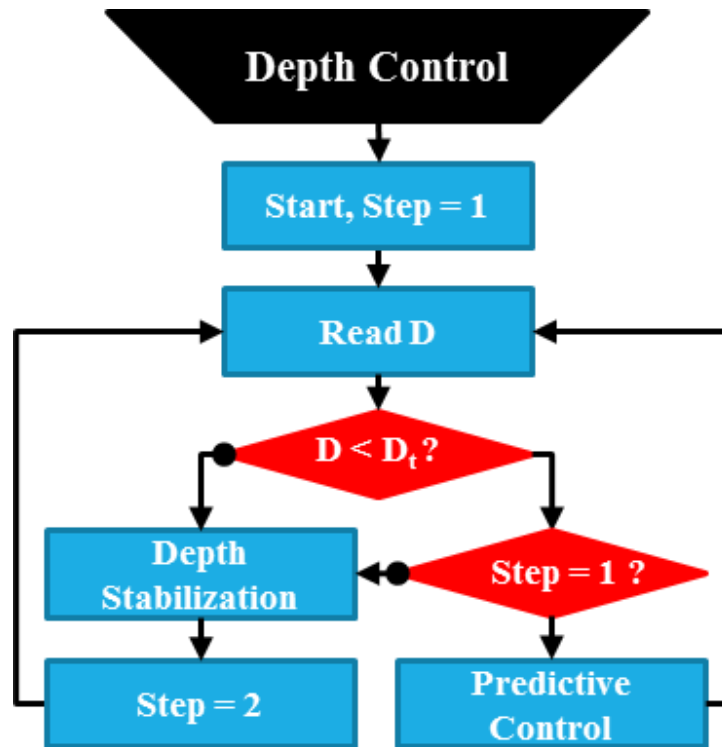 Depth Control
Start, Step = 1
Read D
D < Dₜ?
Depth
Stabilization
Step = 1 ?
Step = 2
Predictive
Control